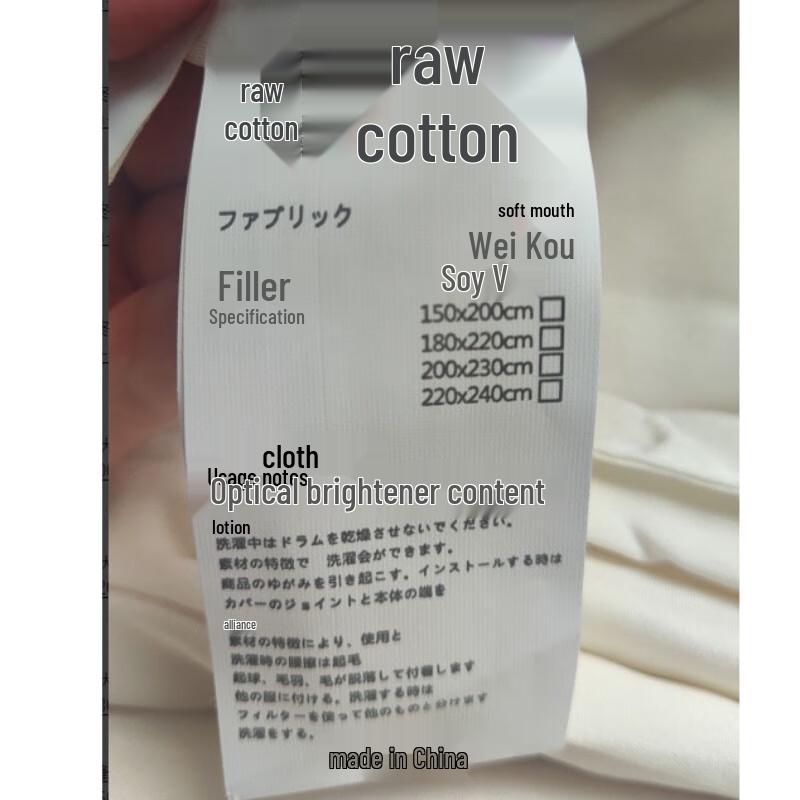 raw
cotton
raw
cotton
ファブリック
soft mouth
Wei Kou
Soy V
Filler
Specification
150x200cm
180x220cm
200x230cm
220x240cm
cloth
Usage notes
Optical brightener content
lotion
洗濯中はドラムを乾燥させないでください。
素材の特徴で 洗濯会ができます。
商品のゆがみを引き起こす。インストールする時は
カバーのジョイントと本体の端を
alliance
素材の特徴により、使用と
洗濯時の摩擦は起毛
起球、毛羽、毛が脱落して付着します
他の服に付ける。洗濯する時は
フィルターを使って他のものと分けます
洗濯をする。
made in China